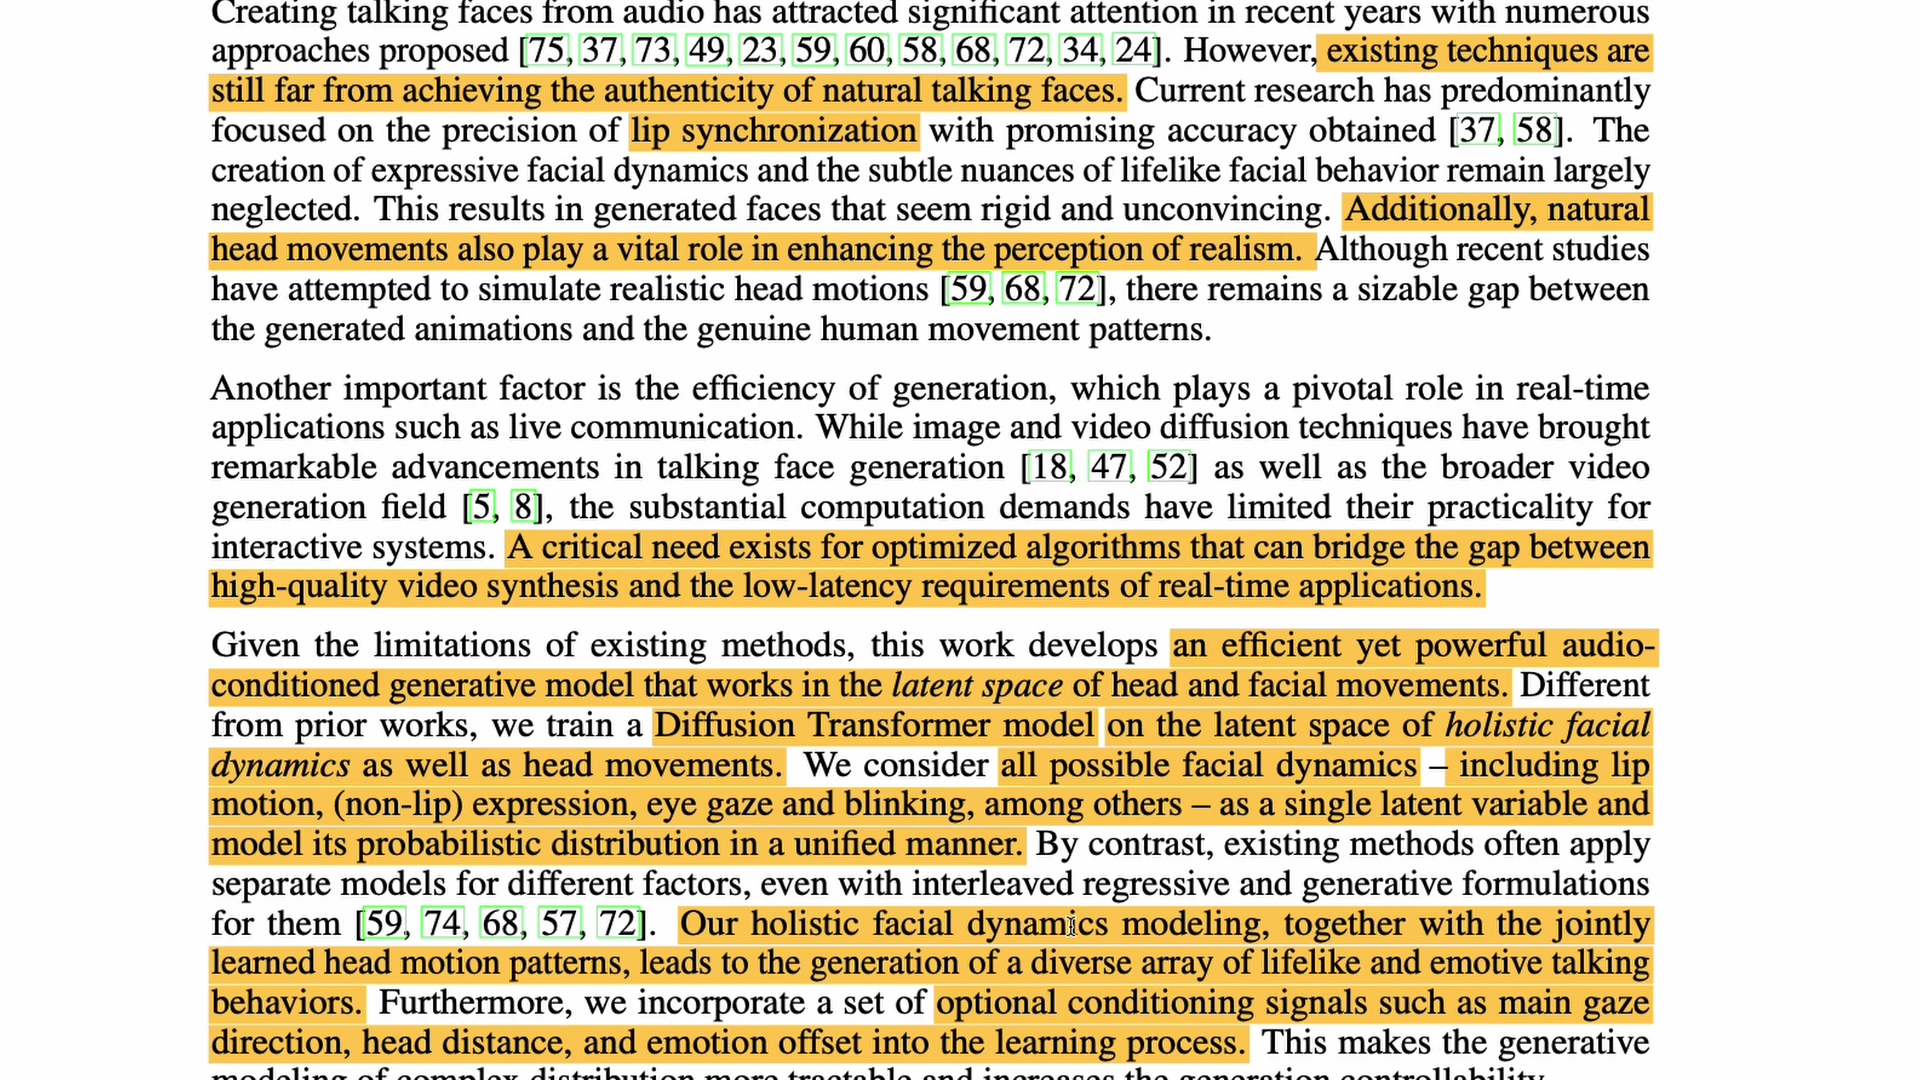 Creating talking faces from audio has attracted significant attention in recent years with numerous
approaches proposed [75, 37, 73, 49, 23, 59, 60, 58, 68, 72, 34, 24]. However, existing techniques are
still far from achieving the authenticity of natural talking faces. Current research has predominantly
focused on the precision of lip synchronization with promising accuracy obtained [37, 58]. The
creation of expressive facial dynamics and the subtle nuances of lifelike facial behavior remain largely
neglected. This results in generated faces that seem rigid and unconvincing. Additionally, natural
head movements also play a vital role in enhancing the perception of realism. Although recent studies
have attempted to simulate realistic head motions [59, 68, 72], there remains a sizable gap between
the generated animations and the genuine human movement patterns.
Another important factor is the efficiency of generation, which plays a pivotal role in real-time
applications such as live communication. While image and video diffusion techniques have brought
remarkable advancements in talking face generation [18, 47, 52] as well as the broader video
generation field [5, 8], the substantial computation demands have limited their practicality for
interactive systems. A critical need exists for optimized algorithms that can bridge the gap between
high-quality video synthesis and the low-latency requirements of real-time applications.
Given the limitations of existing methods, this work develops an efficient yet powerful audio-
conditioned generative model that works in the latent space of head and facial movements. Different
from prior works, we train a Diffusion Transformer model on the latent space of holistic facial
dynamics as well as head movements. We consider all possible facial dynamics – including lip
motion, (non-lip) expression, eye gaze and blinking, among others – as a single latent variable and
model its probabilistic distribution in a unified manner. By contrast, existing methods often apply
separate models for different factors, even with interleaved regressive and generative formulations
for them [59, 74, 68, 57, 72]. Our holistic facial dynamics modeling, together with the jointly
learned head motion patterns, leads to the generation of a diverse array of lifelike and emotive talking
behaviors. Furthermore, we incorporate a set of optional conditioning signals such as main gaze
direction, head distance, and emotion offset into the learning process. This makes the generative
modeling of complex distribution more tractable and increases the generation controllability.